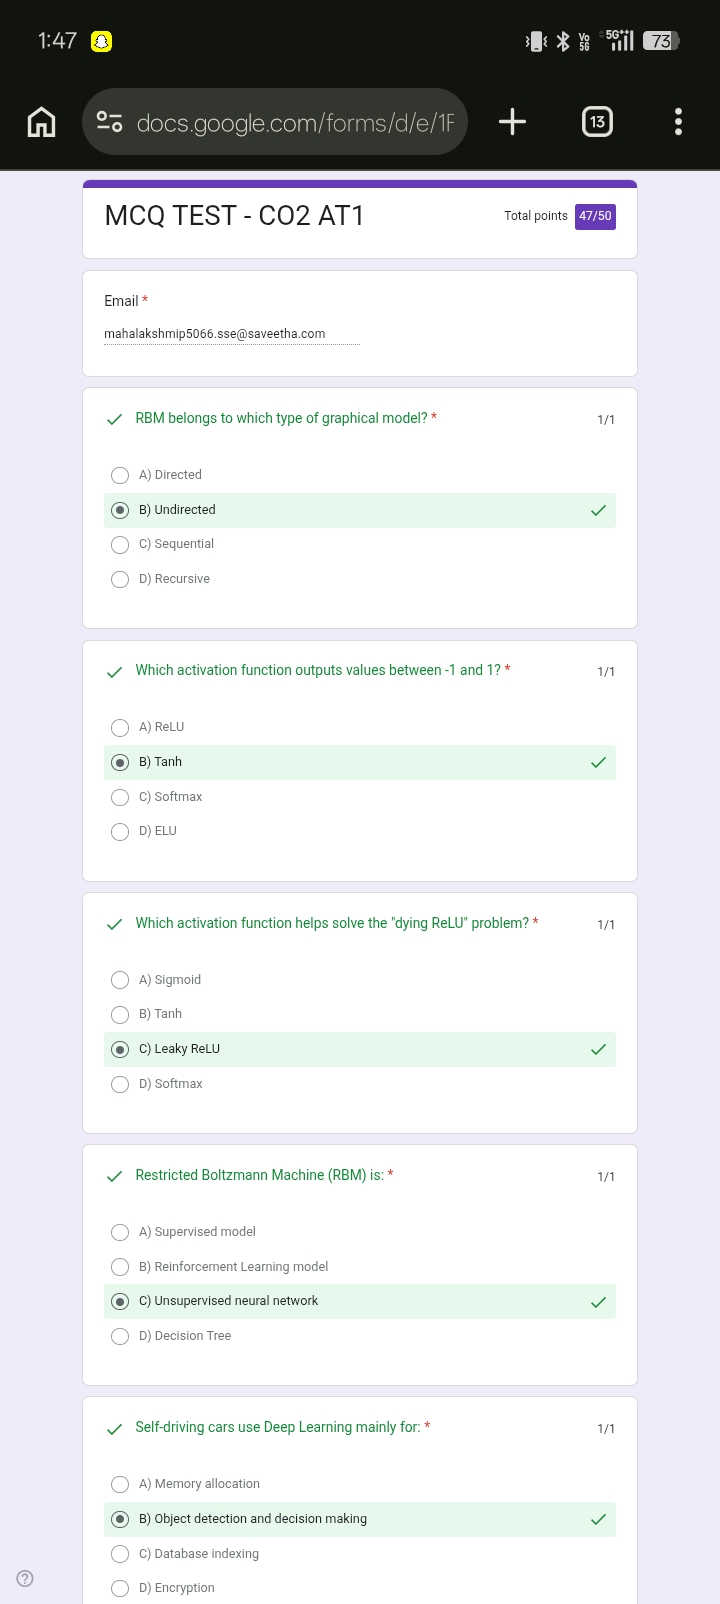 1:47
Vo
5G
5G++
73
docs.google.com/forms/d/e/1F
13
MCQ TEST - CO2 AT1
Total points 47/50
Email *
mahalakshmip5066.sse@saveetha.com
RBM belongs to which type of graphical model? *
1/1
A) Directed
B) Undirected
C) Sequential
D) Recursive
Which activation function outputs values between -1 and 1? *
1/1
A) ReLU
B) Tanh
C) Softmax
D) ELU
Which activation function helps solve the "dying ReLU" problem? *
1/1
A) Sigmoid
B) Tanh
C) Leaky ReLU
D) Softmax
Restricted Boltzmann Machine (RBM) is: *
1/1
A) Supervised model
B) Reinforcement Learning model
C) Unsupervised neural network
D) Decision Tree
Self-driving cars use Deep Learning mainly for: *
1/1
A) Memory allocation
B) Object detection and decision making
C) Database indexing
D) Encryption